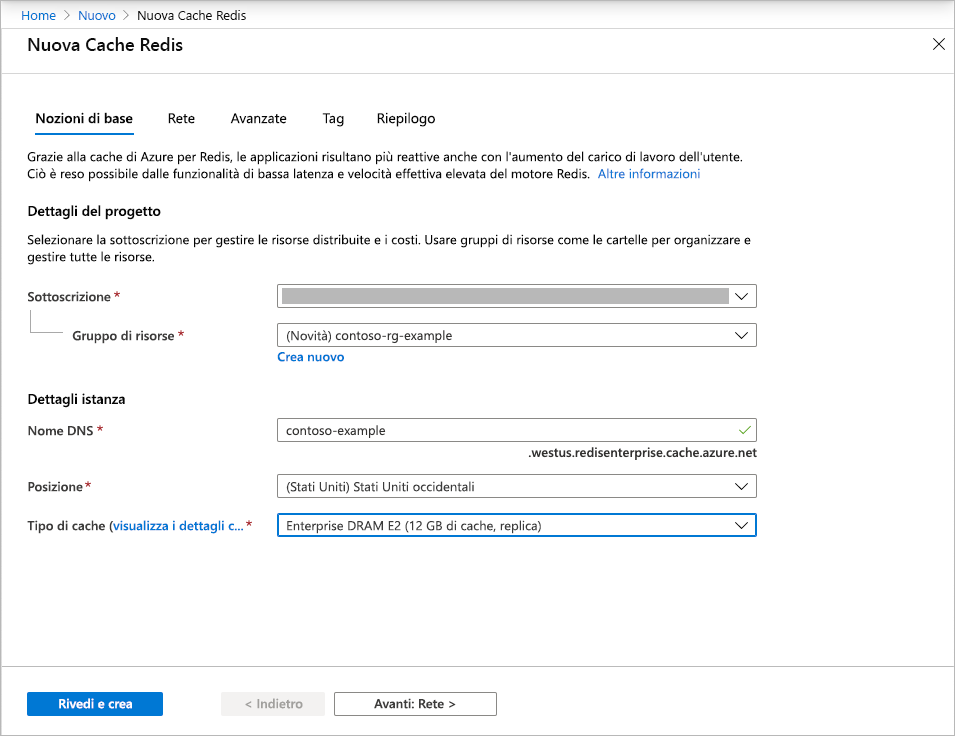 Home > Nuovo > Nuova Cache Redis
Nuova Cache Redis
Nozioni di base Rete Avanzate Tag Riepilogo
Grazie alla cache di Azure per Redis, le applicazioni risultano più reattive anche con l'aumento del carico di lavoro dell'utente.
Ciò è reso possibile dalle funzionalità di bassa latenza e velocità effettiva elevata del motore Redis. Altre informazioni
Dettagli del progetto
Selezionare la sottoscrizione per gestire le risorse distribuite e i costi. Usare gruppi di risorse come le cartelle per organizzare e
gestire tutte le risorse.
Sottoscrizione *
Gruppo di risorse * (Novità) contoso-rg-example
Crea nuovo
Dettagli istanza
Nome DNS * contoso-example
.westus.redisenterprise.cache.azure.net
Posizione* (Stati Uniti) Stati Uniti occidentali
Tipo di cache (visualizza i dettagli c...* Enterprise DRAM E2 (12 GB di cache, replica)
Rivedi e crea < Indietro Avanti: Rete >